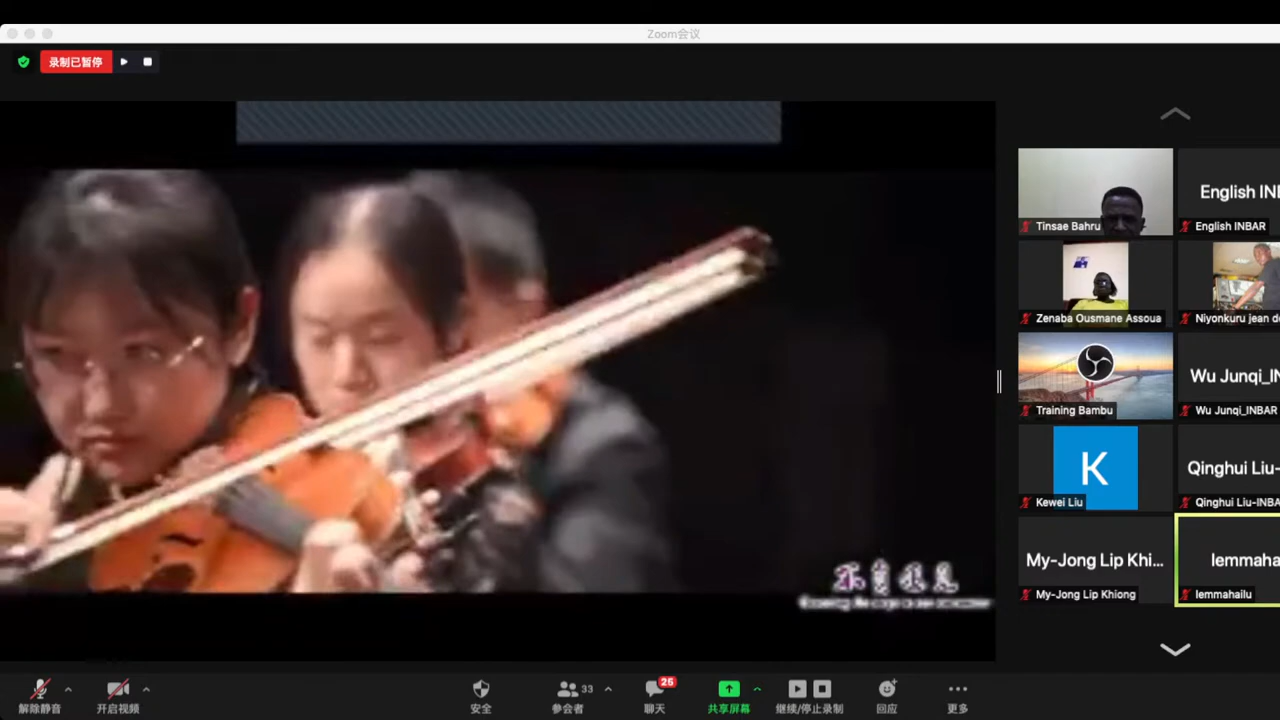 Zoom会议
录制已暂停
English INI
Tinsae Bahru
English INBAR
Zenaba Ousmane Assoua
Niyonkuru jean d
Wu Junqi_IN
Training Bambu
Wu Junqi_INBAR
K
Qinghui Liu-
Kewei Liu
Qinghui Liu-INBA
My-Jong Lip Khi...
lemmaha
My-Jong Lip Khiong
lemmahailu
解除静音
开启视频
安全
33
参会者
25
聊天
共享屏幕
继续/停止录制
回应
更多